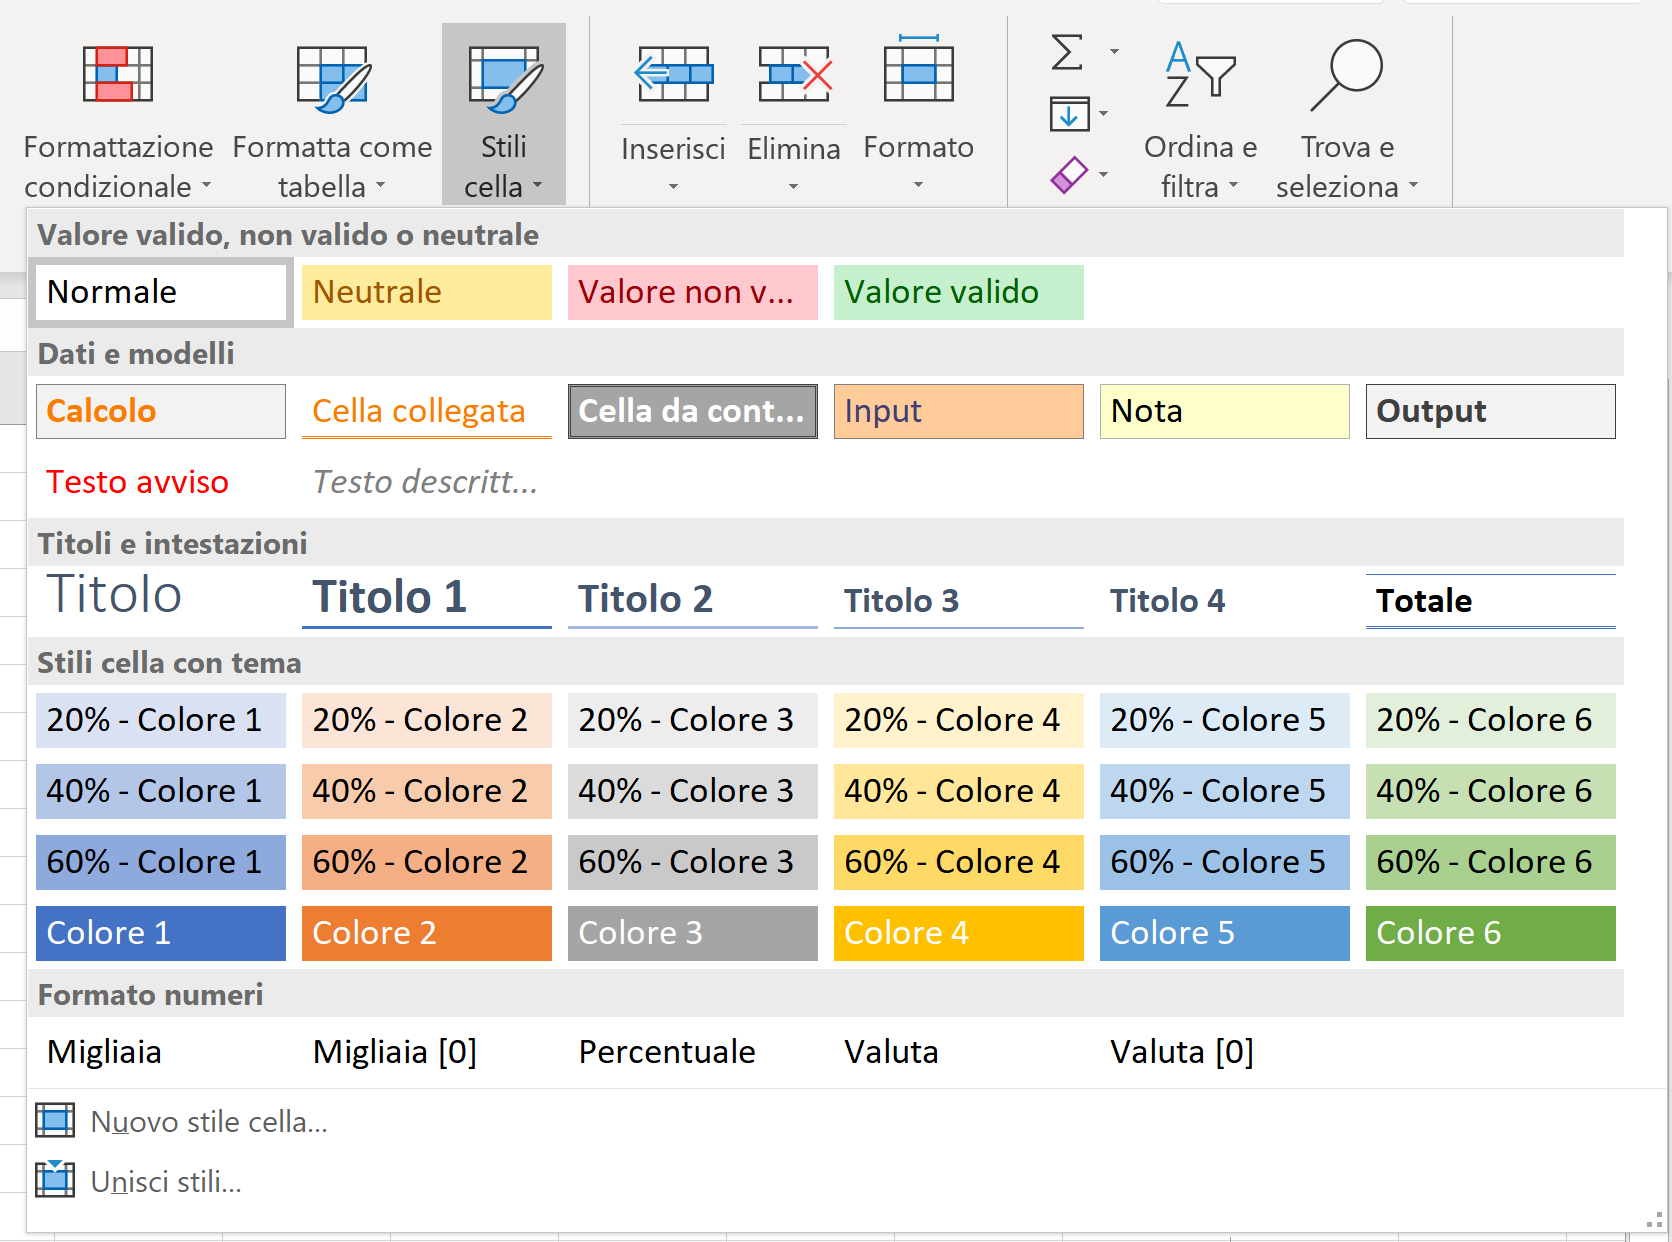 Formattazione condizionale
Formatta come tabella
Stili cella
Inserisci
Elimina
Formato
Ordina e filtra
Trova e seleziona
Valore valido, non valido o neutrale
Normale Neutrale Valore non v... Valore valido
Dati e modelli
Calcolo Cella collegata Cella da cont... Input Nota Output
Testo avviso Testo descritt...
Titoli e intestazioni
Titolo Titolo 1 Titolo 2 Titolo 3 Titolo 4 Totale
Stili cella con tema
20% - Colore 1 20% - Colore 2 20% - Colore 3 20% - Colore 4 20% - Colore 5 20% - Colore 6
40% - Colore 1 40% - Colore 2 40% - Colore 3 40% - Colore 4 40% - Colore 5 40% - Colore 6
60% - Colore 1 60% - Colore 2 60% - Colore 3 60% - Colore 4 60% - Colore 5 60% - Colore 6
Colore 1 Colore 2 Colore 3 Colore 4 Colore 5 Colore 6
Formato numeri
Migliaia Migliaia [0] Percentuale Valuta Valuta [0]
Nuovo stile cella...
Unisci stili...